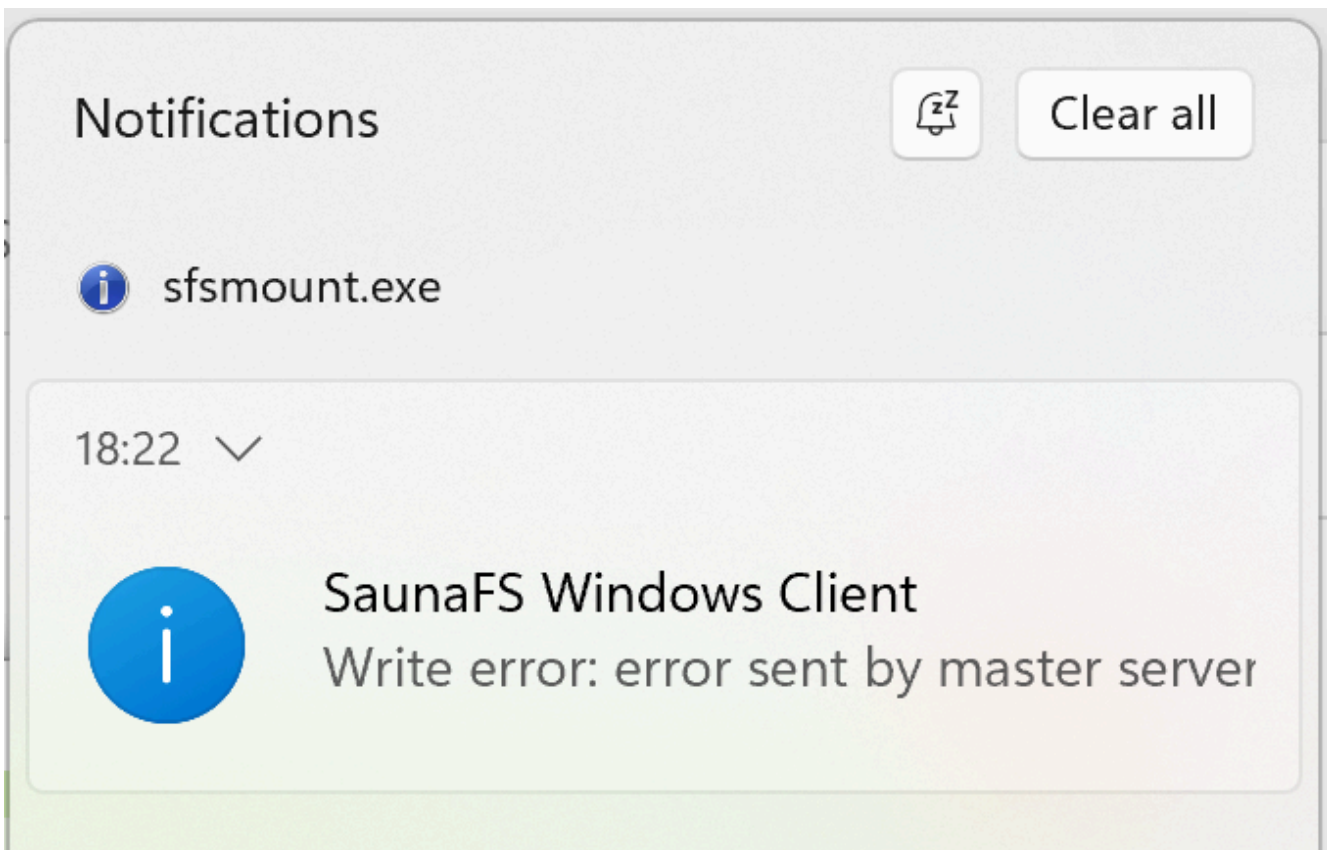 Notifications
Clear all
sfsmount.exe
18:22
SaunaFS Windows Client
Write error: error sent by master server